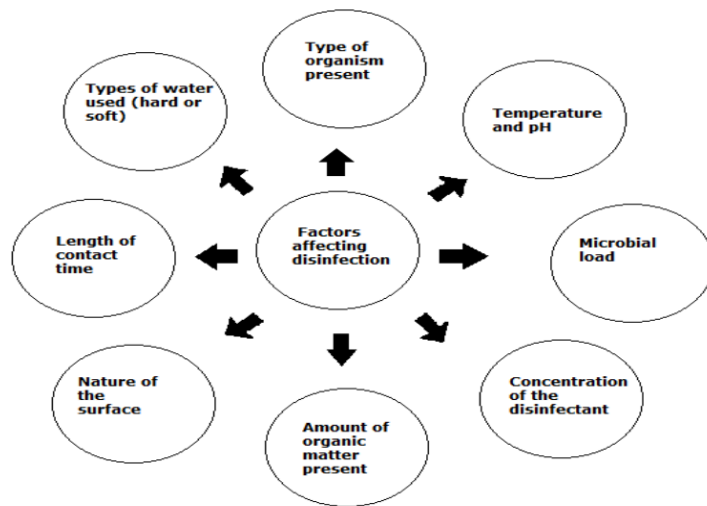 Type of
organism
present
Types of water
used (hard or
soft)
Temperature
and pH
Length of
contact
time
Factors
affecting
disinfection
Microbial
load
Nature of
the
surface
Concentration
of the
disinfectant
Amount of
organic
matter
present